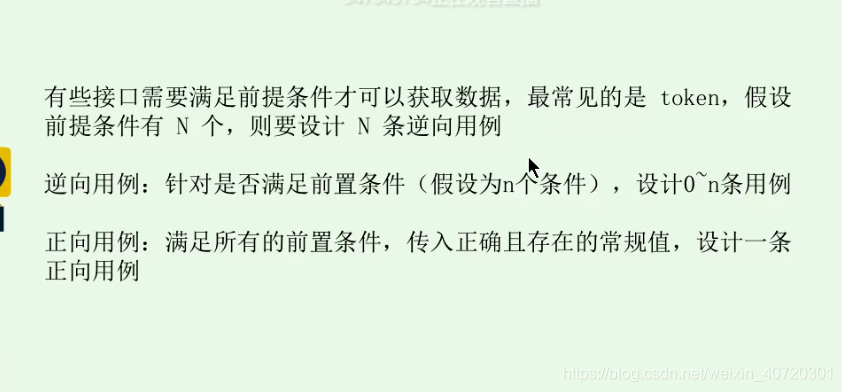 有些接口需要满足前提条件才可以获取数据，最常见的是 token，假设
前提条件有 N 个，则要设计 N 条逆向用例
逆向用例：针对是否满足前置条件（假设为n个条件），设计0~n条用例
正向用例：满足所有的前置条件，传入正确且存在的常规值，设计一条
正向用例
https://blog.csdn.net/weixin_40720301